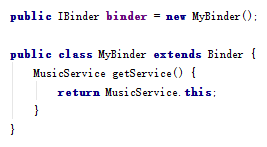 public IBinder binder = new MyBinder();
public class MyBinder extends Binder {
MusicService getService() {
return MusicService.this;
}
}